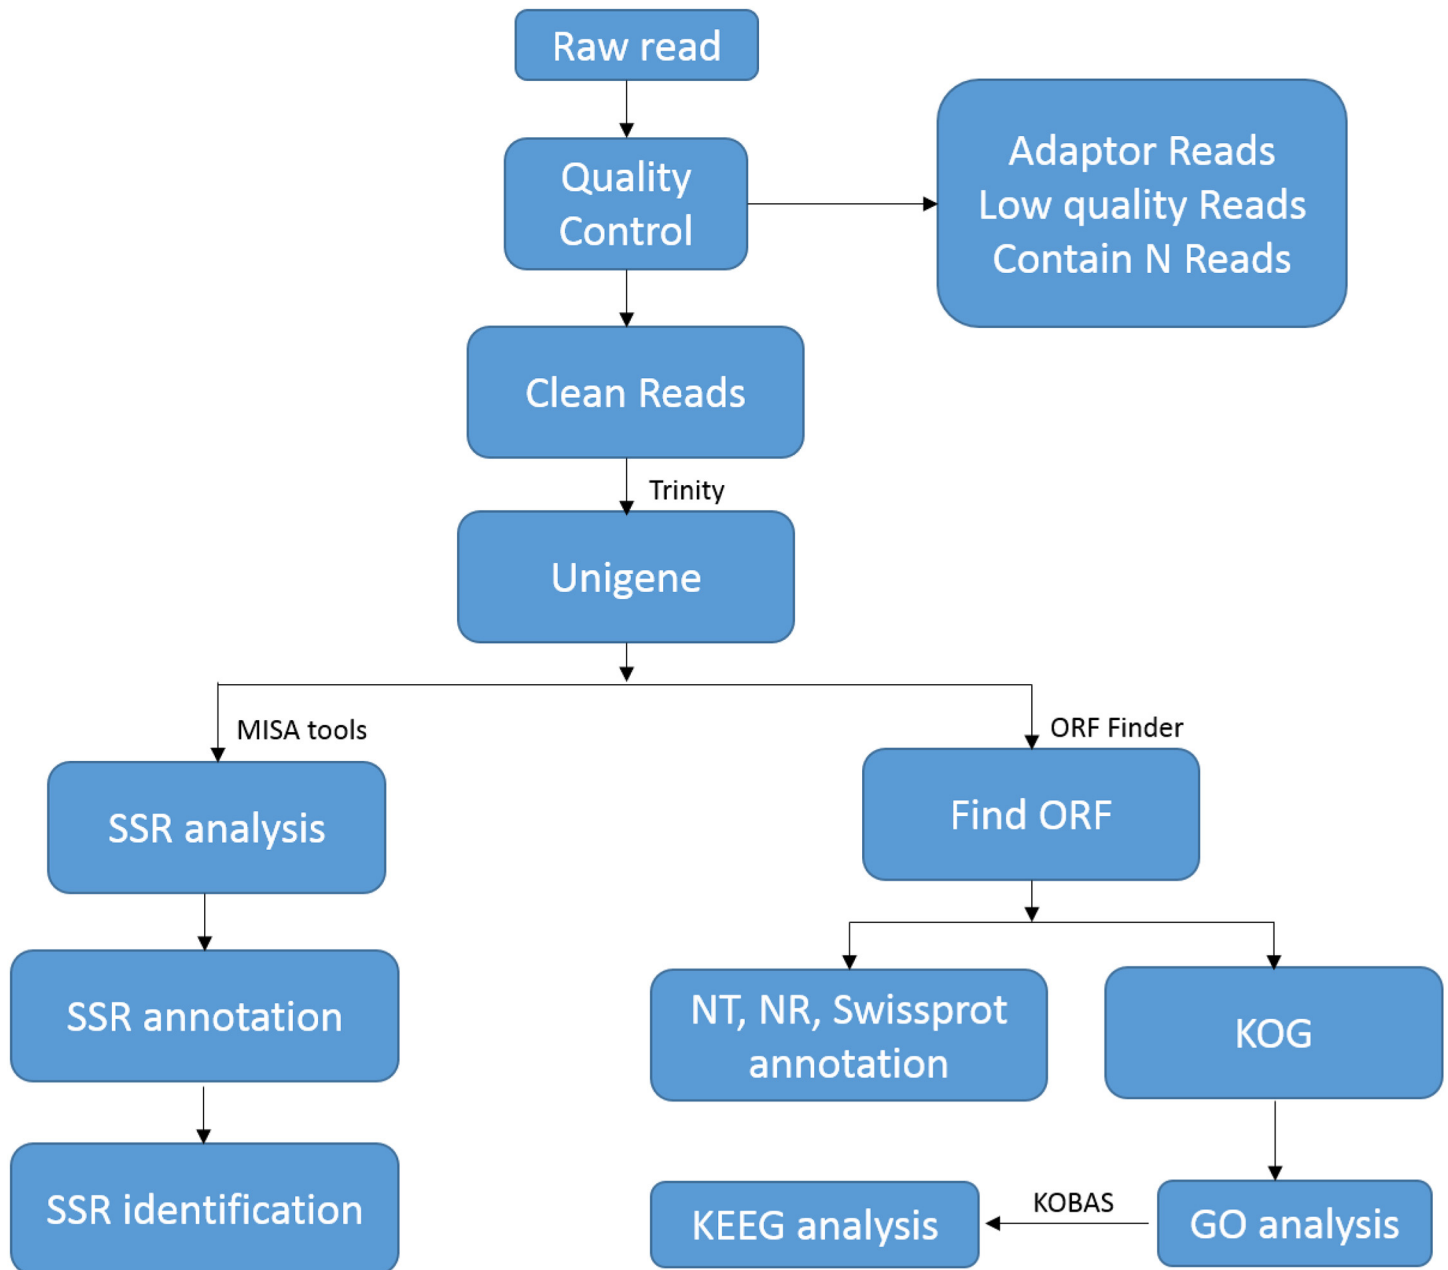 Raw read
Quality
Control
Adaptor Reads
Low quality Reads
Contain N Reads
Clean Reads
Trinity
Unigene
MISA tools
ORF Finder
SSR analysis
Find ORF
SSR annotation
NT, NR, Swissprot
annotation
KOG
SSR identification
KEEG analysis
KOBAS
GO analysis